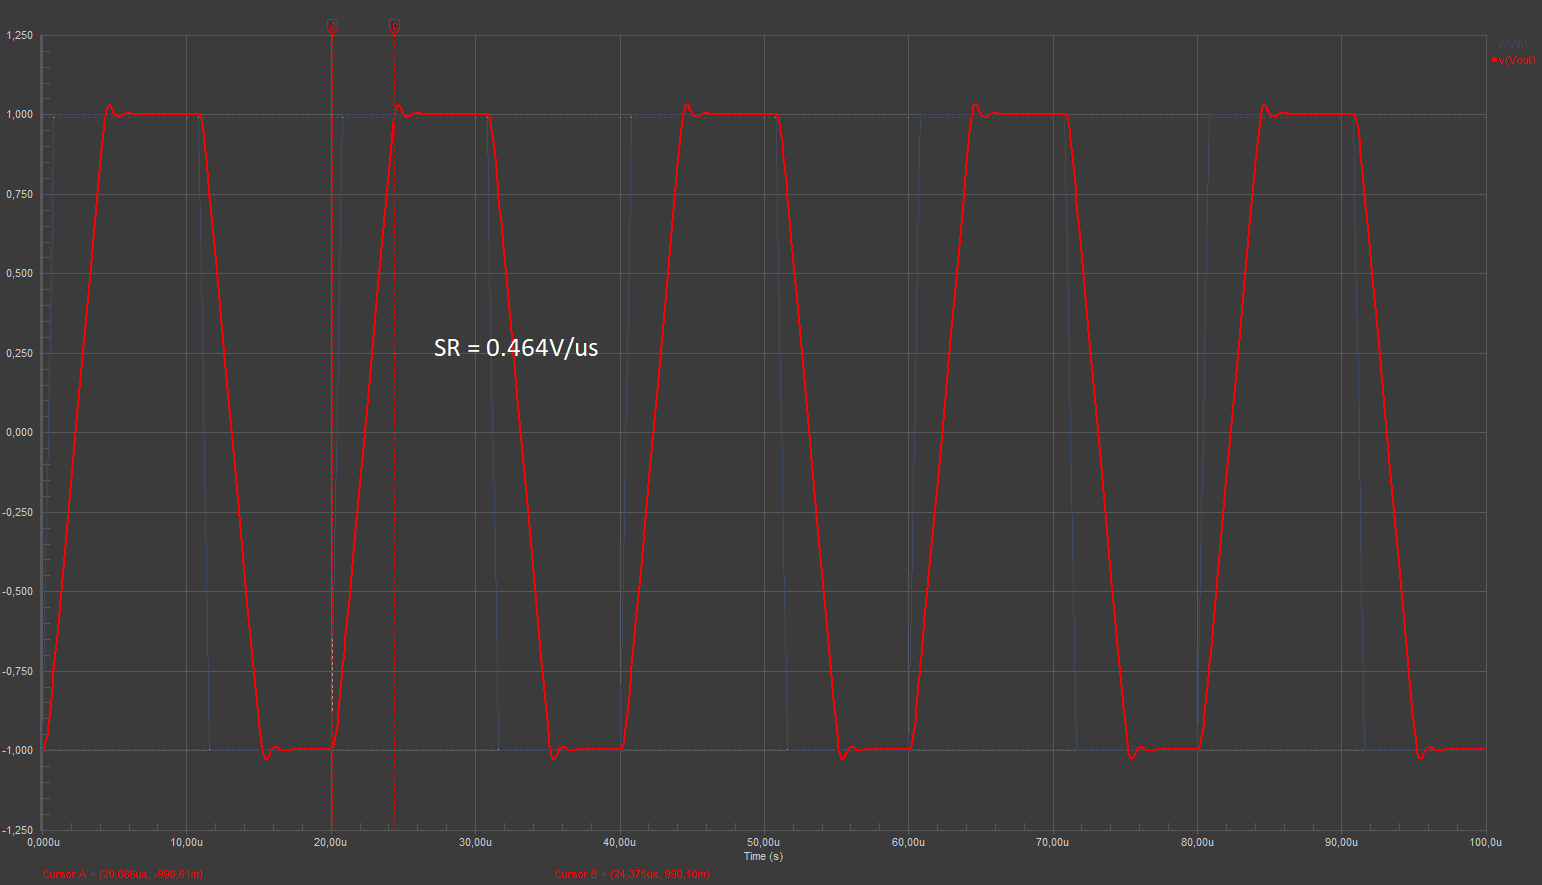 v(Vin)
v(Vout)
1,250
1,000
0,750
0,500
0,250
0,000
-0,250
-0,500
-0,750
-1,000
-1,250
SR = 0.464V/us
0,000u 10,00u 20,00u 30,00u 40,00u 50,00u 60,00u 70,00u 80,00u 90,00u 100,0u
Time (s)
Cursor A = (20,086us, -996,61m) Cursor B = (24,375us, 990,10m)